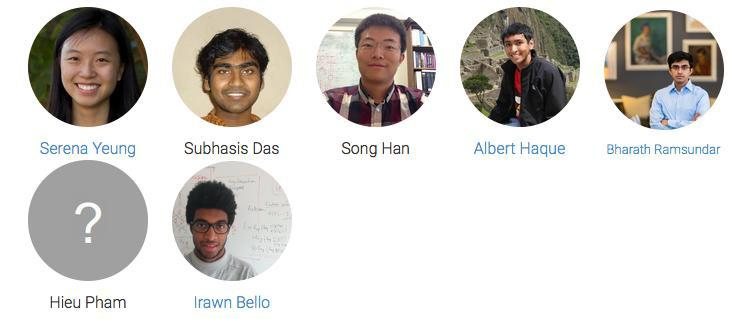 Serena Yeung Subhasis Das Song Han Albert Haque Bharath Ramsundar
?
Hieu Pham Irawn Bello